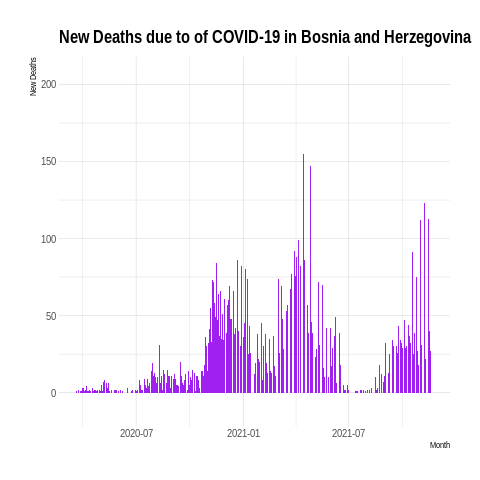 New Deaths due to of COVID-19 in Bosnia and Herzegovina
New Deaths
200
150
100
50
0
2020-07
2021-01
2021-07
Month